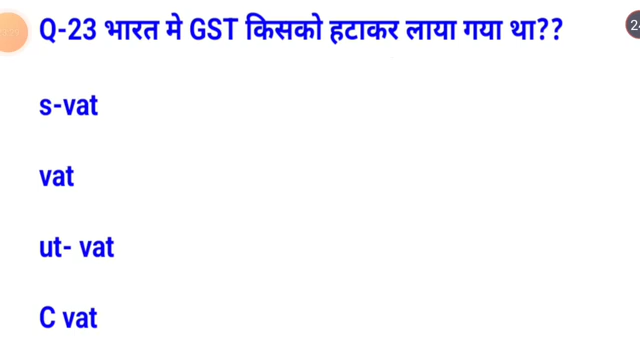 Q-23 भारत मे GST किसको हटाकर लाया गया था??
s-vat
vat
ut- vat
C vat